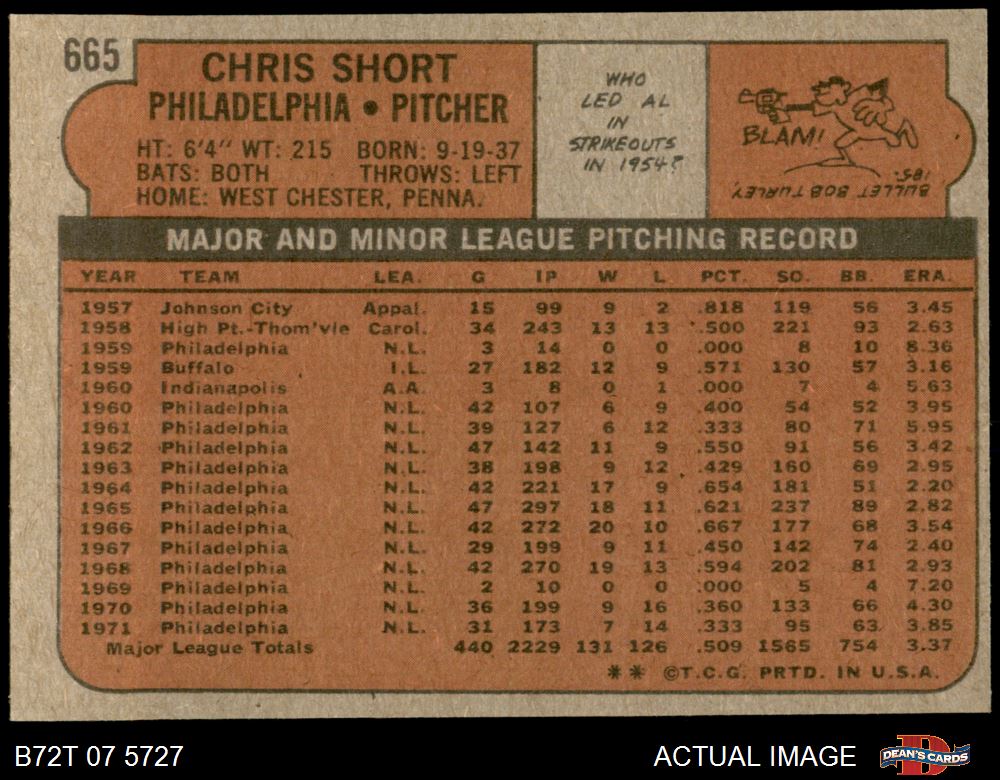 665
CHRIS SHORT
PHILADELPHIA • PITCHER
HT: 6'4" WT: 215 BORN: 9-19-37
BATS: BOTH THROWS: LEFT
HOME: WEST CHESTER, PENNA.
WHO
LED AL
IN
STRIKEOUTS
IN 1954?
BLAM!
BULLET BOB TURLEY,
185.
MAJOR AND MINOR LEAGUE PITCHING RECORD
YEAR TEAM LEA. G IP W L PCT. SO. BB. ERA.
1957 Johnson City Appal. 15 99 9 2 .818 119 56 3.45
1958 High Pt.-Thom'vle Carol. 34 243 13 13 .500 221 93 2.63
1959 Philadelphia N.L. 3 14 0 0 .000 8 10 8.36
1959 Buffalo I.L. 27 182 12 9 .571 130 57 3.16
1960 Indianapolis A.A. 3 8 0 1 .000 7 4 5.63
1960 Philadelphia N.L. 42 107 6 9 .400 54 52 3.95
1961 Philadelphia N.L. 39 127 6 12 .333 80 71 5.95
1962 Philadelphia N.L. 47 142 11 9 .550 91 56 3.42
1963 Philadelphia N.L. 38 198 9 12 .429 160 69 2.95
1964 Philadelphia N.L. 42 221 17 9 .654 181 51 2.20
1965 Philadelphia N.L. 47 297 18 11 .621 237 89 2.82
1966 Philadelphia N.L. 42 272 20 10 .667 177 68 3.54
1967 Philadelphia N.L. 29 199 9 11 .450 142 74 2.40
1968 Philadelphia N.L. 42 270 19 13 .594 202 81 2.93
1969 Philadelphia N.L. 2 10 0 0 .000 5 4 7.20
1970 Philadelphia N.L. 36 199 9 16 .360 133 66 4.30
1971 Philadelphia N.L. 31 173 7 14 .333 95 63 3.85
Major League Totals 440 2229 131 126 .509 1565 754 3.37
** ©T.C.G. PRTD. IN U.S.A.
B72T 07 5727
ACTUAL IMAGE
DEAN'S CARDS